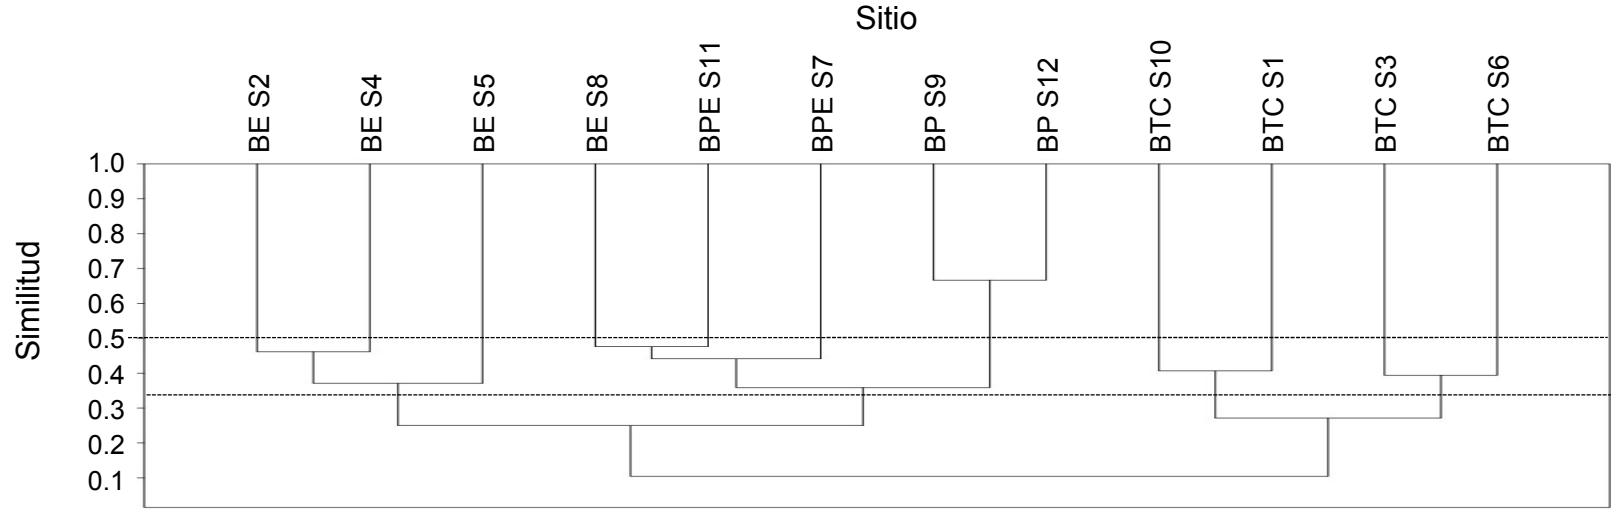 Sitio
BE S2
BE S4
BE S5
BE S8
BPE S11
BPE S7
BP S9
BP S12
BTC S10
BTC S1
BTC S3
BTC S6
Similitud
1.0
0.9
0.8
0.7
0.6
0.5
0.4
0.3
0.2
0.1